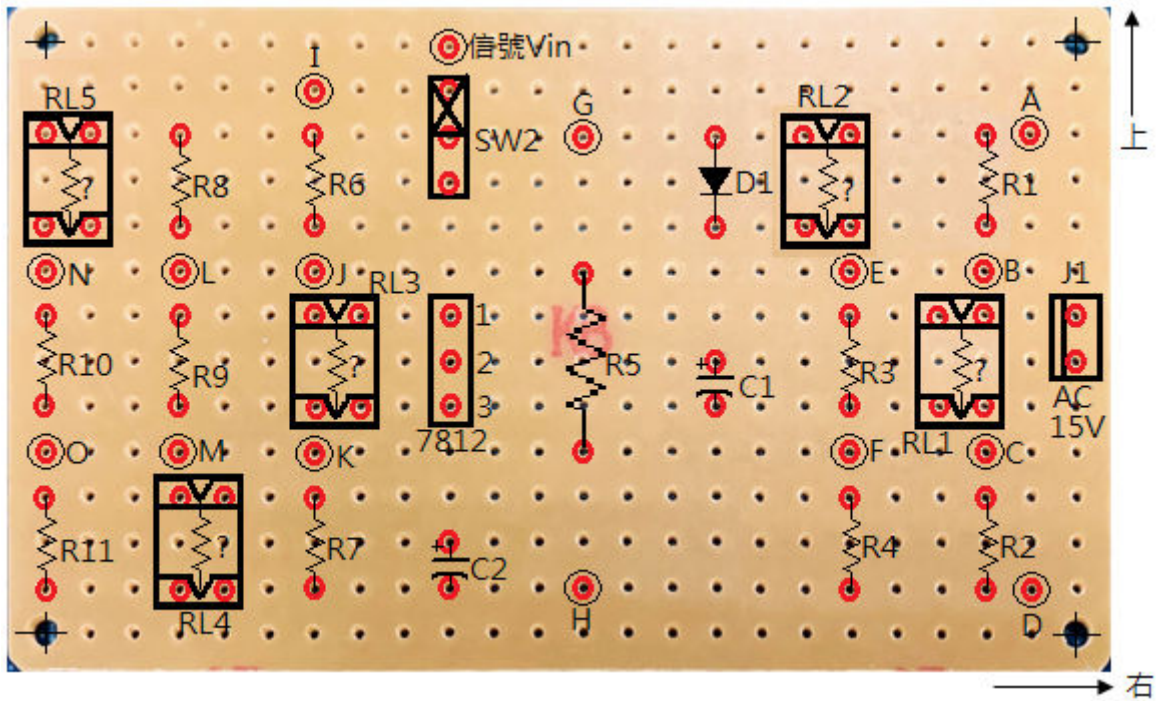 信號Vin
I
RL5
G
RL2
A
上
SW2
R8
R6
?
D1
?
R1
N
L
J
RL3
E
B
J1
1
R10
R9
?
2
R5
C1
R3
?
3
AC
15V
7812
RL1
O
M
K
F
C
R11
?
R7
+
C2
R4
R2
+
RL4
H
D
右